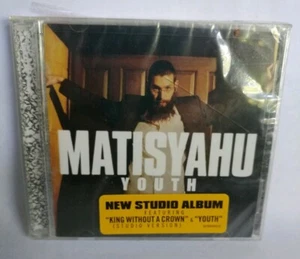 MATISYAHU
YOUTH
NEW STUDIO ALBUM
FEATURING
"KING WITHOUT A CROWN" & "YOUTH"
(STUDIO VERSION)